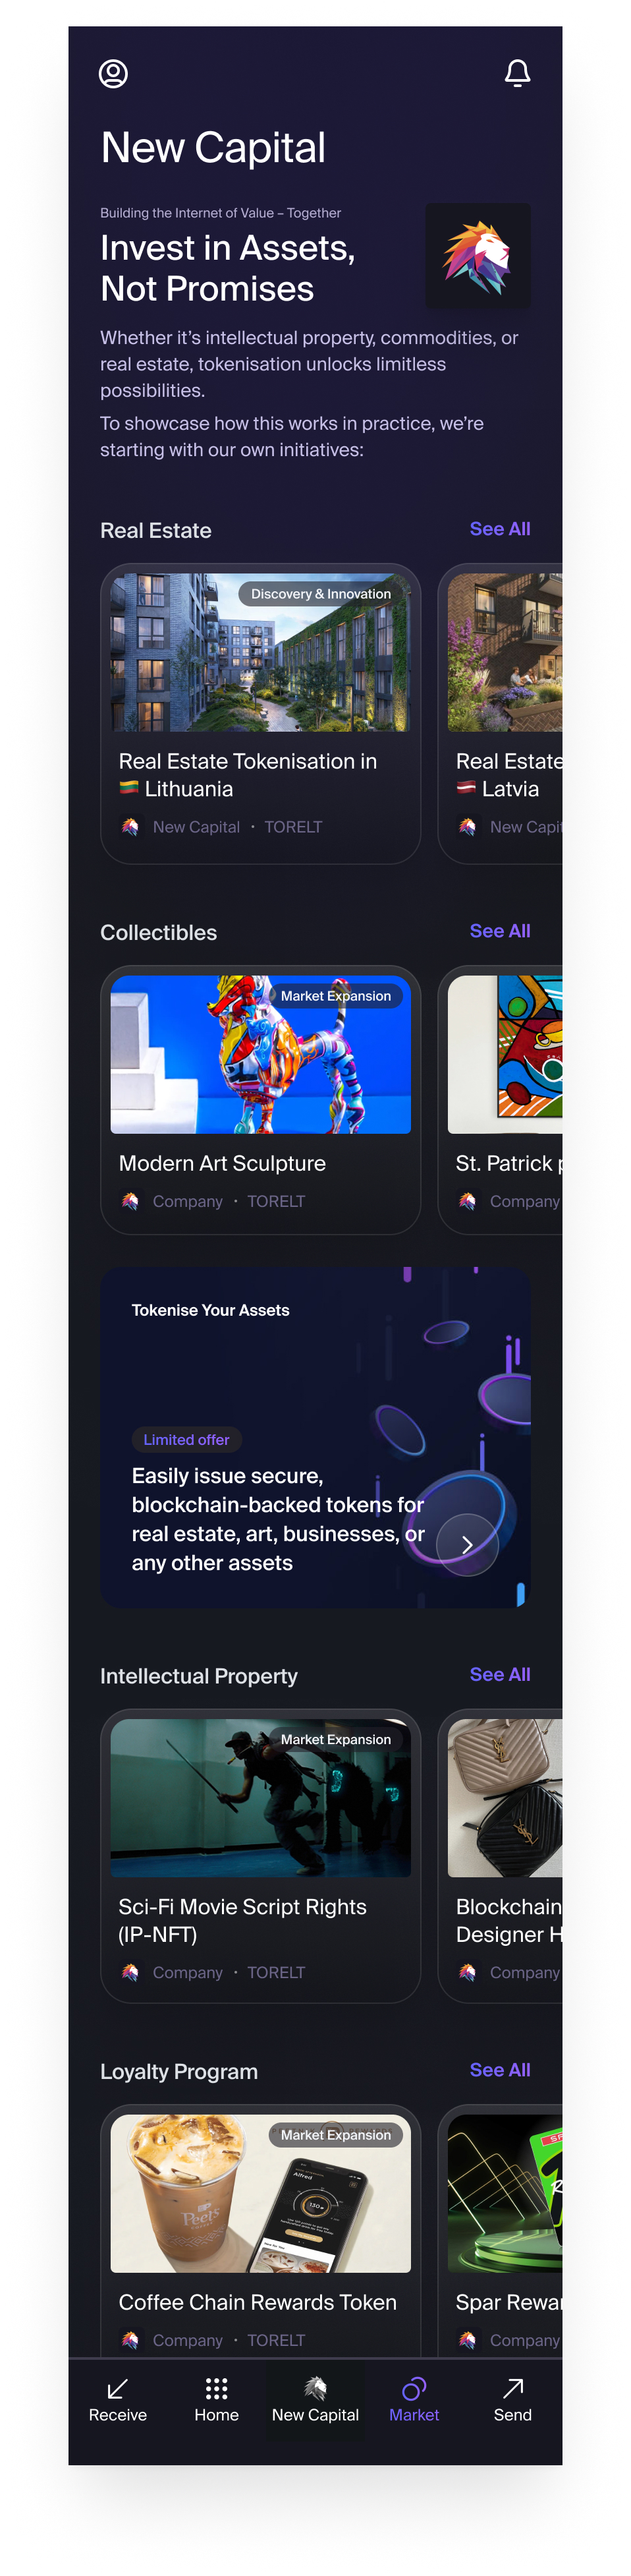 New Capital
Building the Internet of Value – Together
Invest in Assets,
Not Promises
Whether it's intellectual property, commodities, or
real estate, tokenisation unlocks limitless
possibilities.
To showcase how this works in practice, we're
starting with our own initiatives:
Real Estate
See All
Discovery & Innovation
Real Estate Tokenisation in
Lithuania
New Capital • TORELT
Real Estate
Latvia
New Capit
Collectibles
See All
Market Expansion
Modern Art Sculpture
Company • TORELT
St. Patrick p
Company
Tokenise Your Assets
Limited offer
Easily issue secure,
blockchain-backed tokens for
real estate, art, businesses, or
any other assets
Intellectual Property
See All
Market Expansion
Sci-Fi Movie Script Rights
(IP-NFT)
Company • TORELT
Blockchain
Designer H
Company
Loyalty Program
See All
Market Expansion
Peet's
Alfred
130
Coffee Chain Rewards Token
Company • TORELT
Spar Rewar
Company
Receive
Home
New Capital
Market
Send